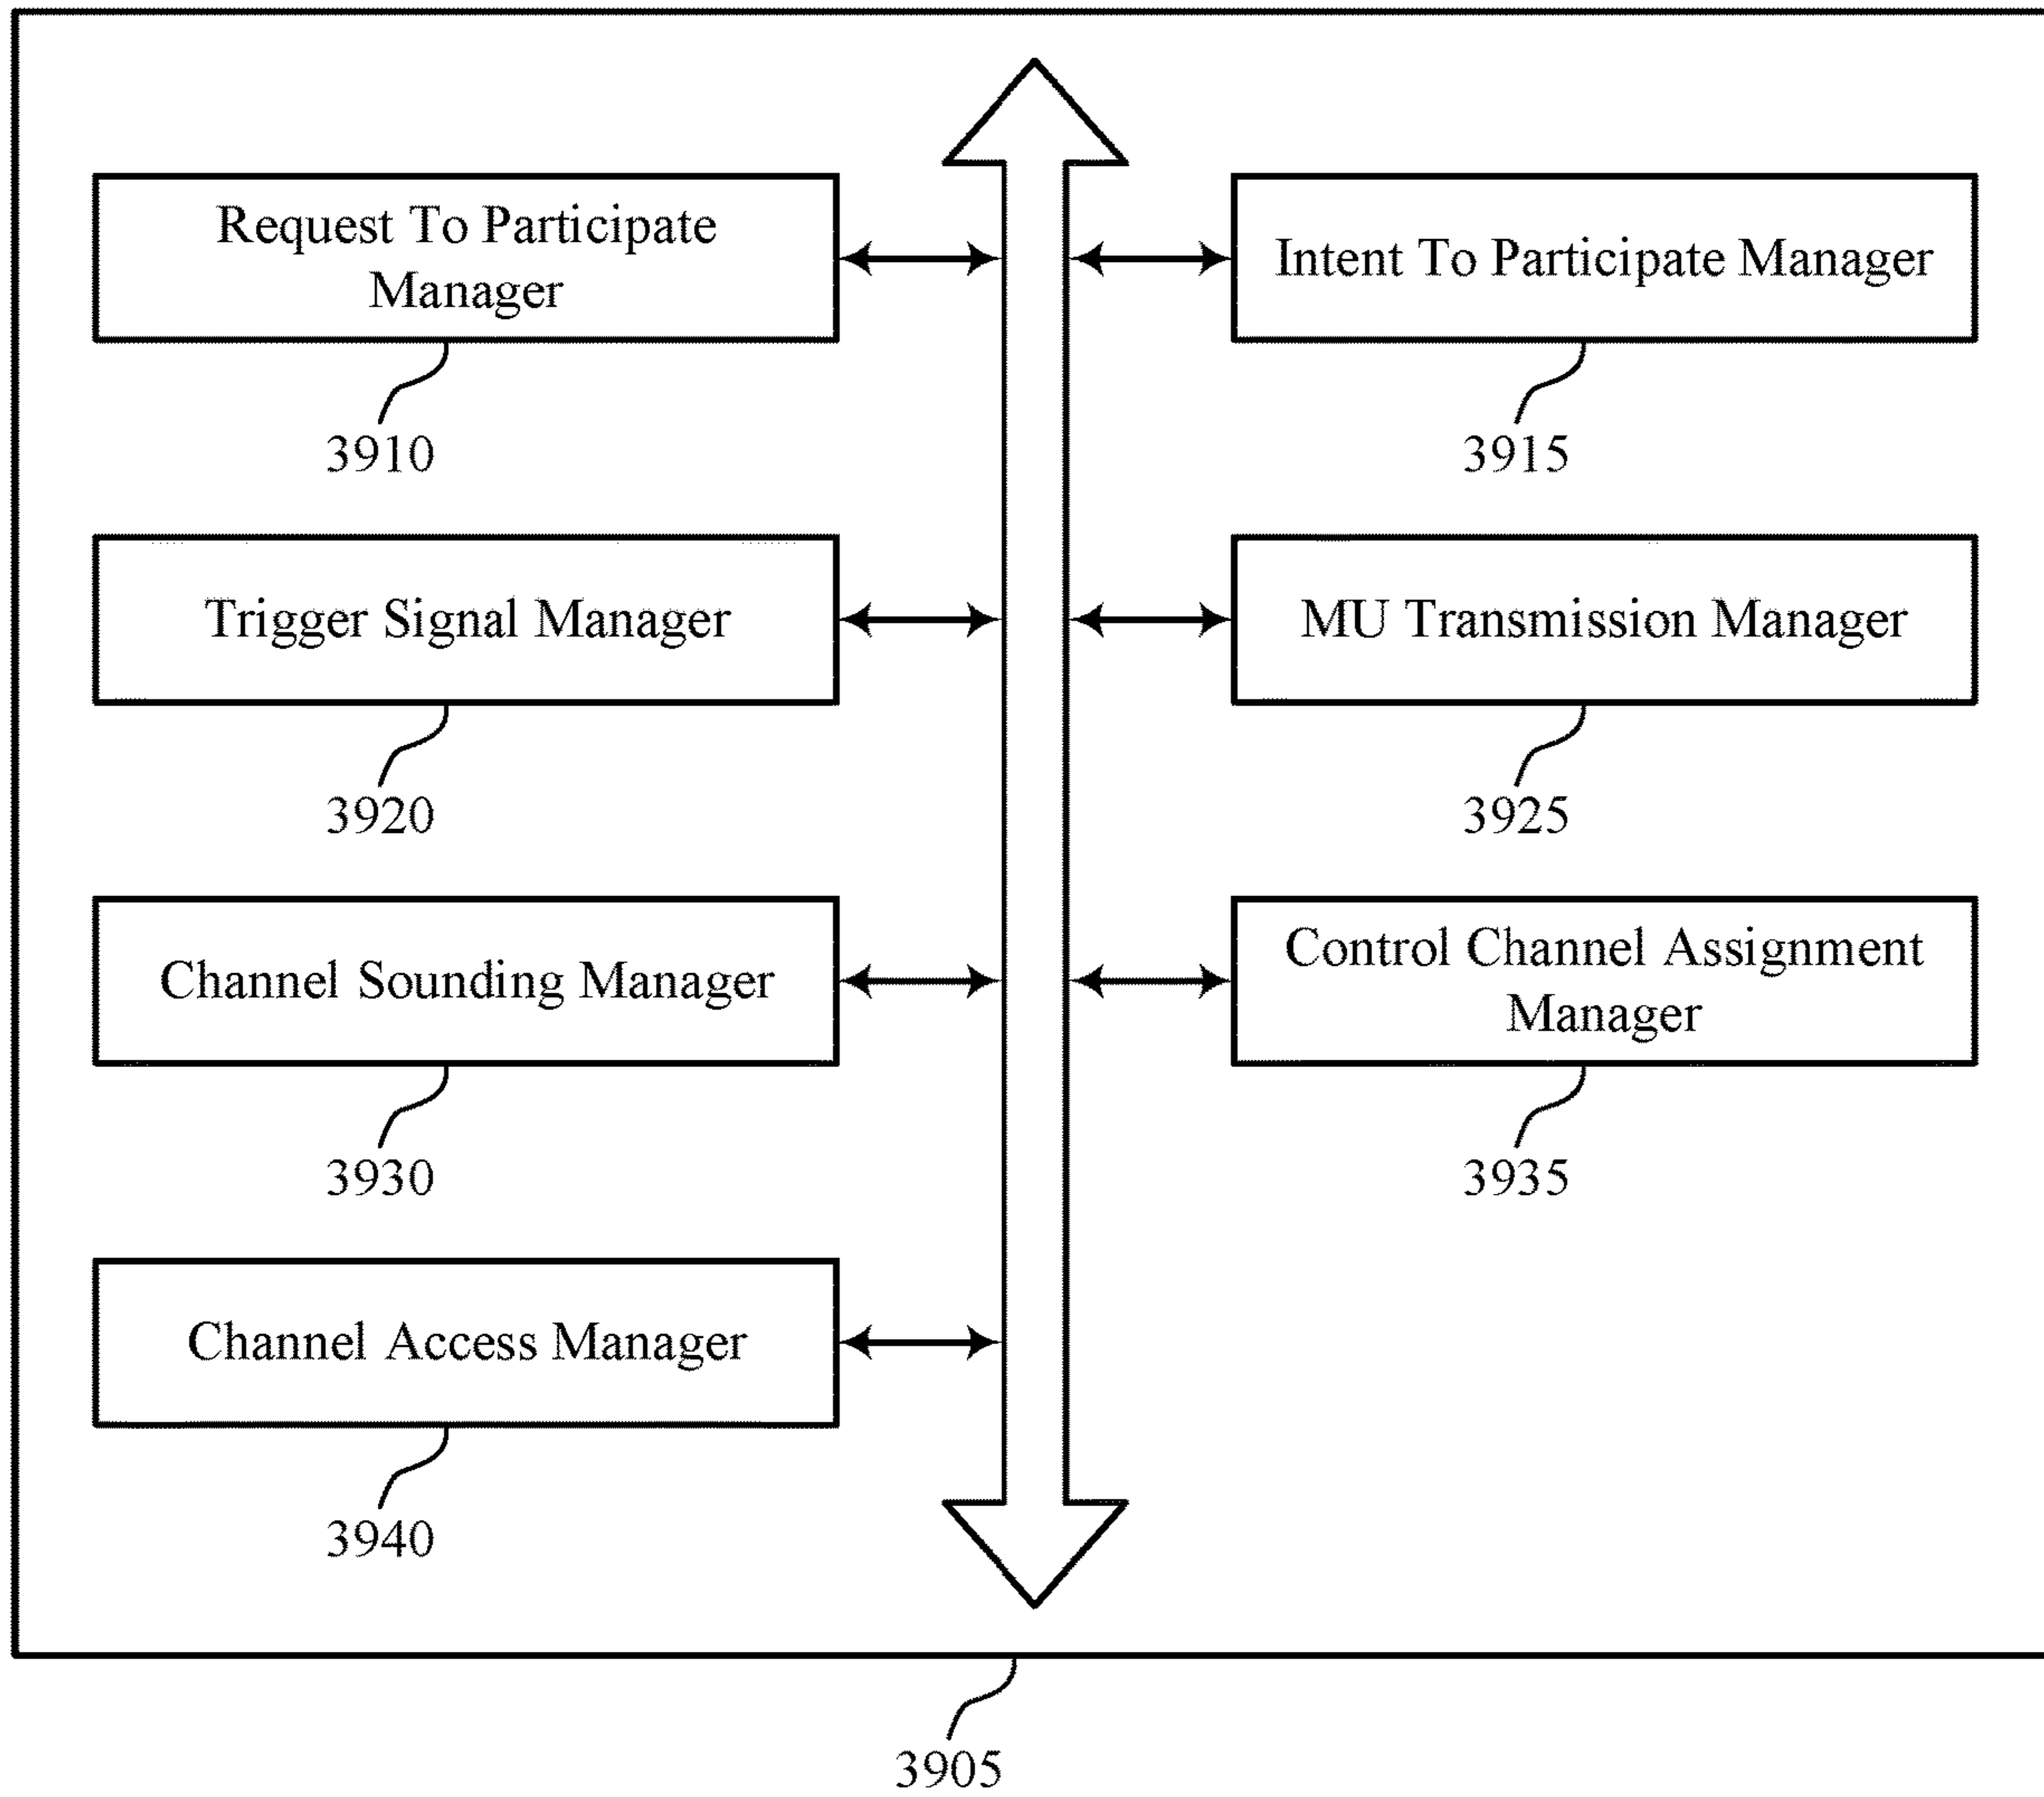 Request To Participate
Manager
3910
Intent To Participate Manager
3915
Trigger Signal Manager
3920
MU Transmission Manager
3925
Channel Sounding Manager
3930
Control Channel Assignment
Manager
3935
Channel Access Manager
3940
3905